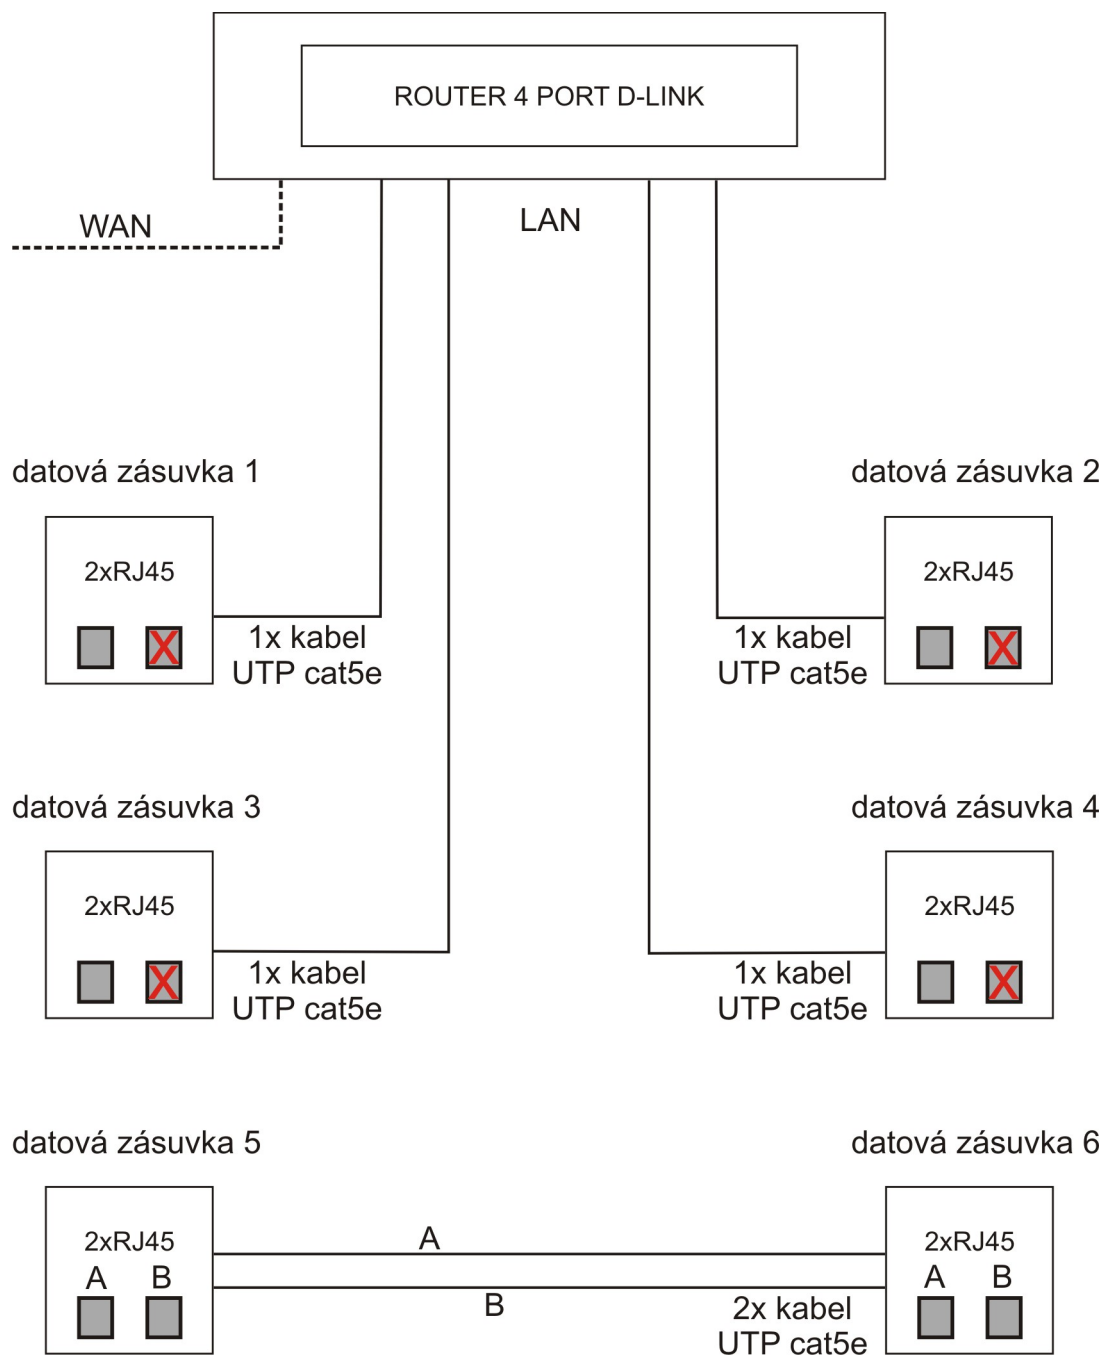 ROUTER 4 PORT D-LINK
WAN
LAN
datová zásuvka 1
datová zásuvka 2
2xRJ45
2xRJ45
X
X
1x kabel
UTP cat5e
1x kabel
UTP cat5e
datová zásuvka 3
datová zásuvka 4
2xRJ45
2xRJ45
X
X
1x kabel
UTP cat5e
1x kabel
UTP cat5e
datová zásuvka 5
datová zásuvka 6
2xRJ45
A B
A
B
2xRJ45
A B
2x kabel
UTP cat5e